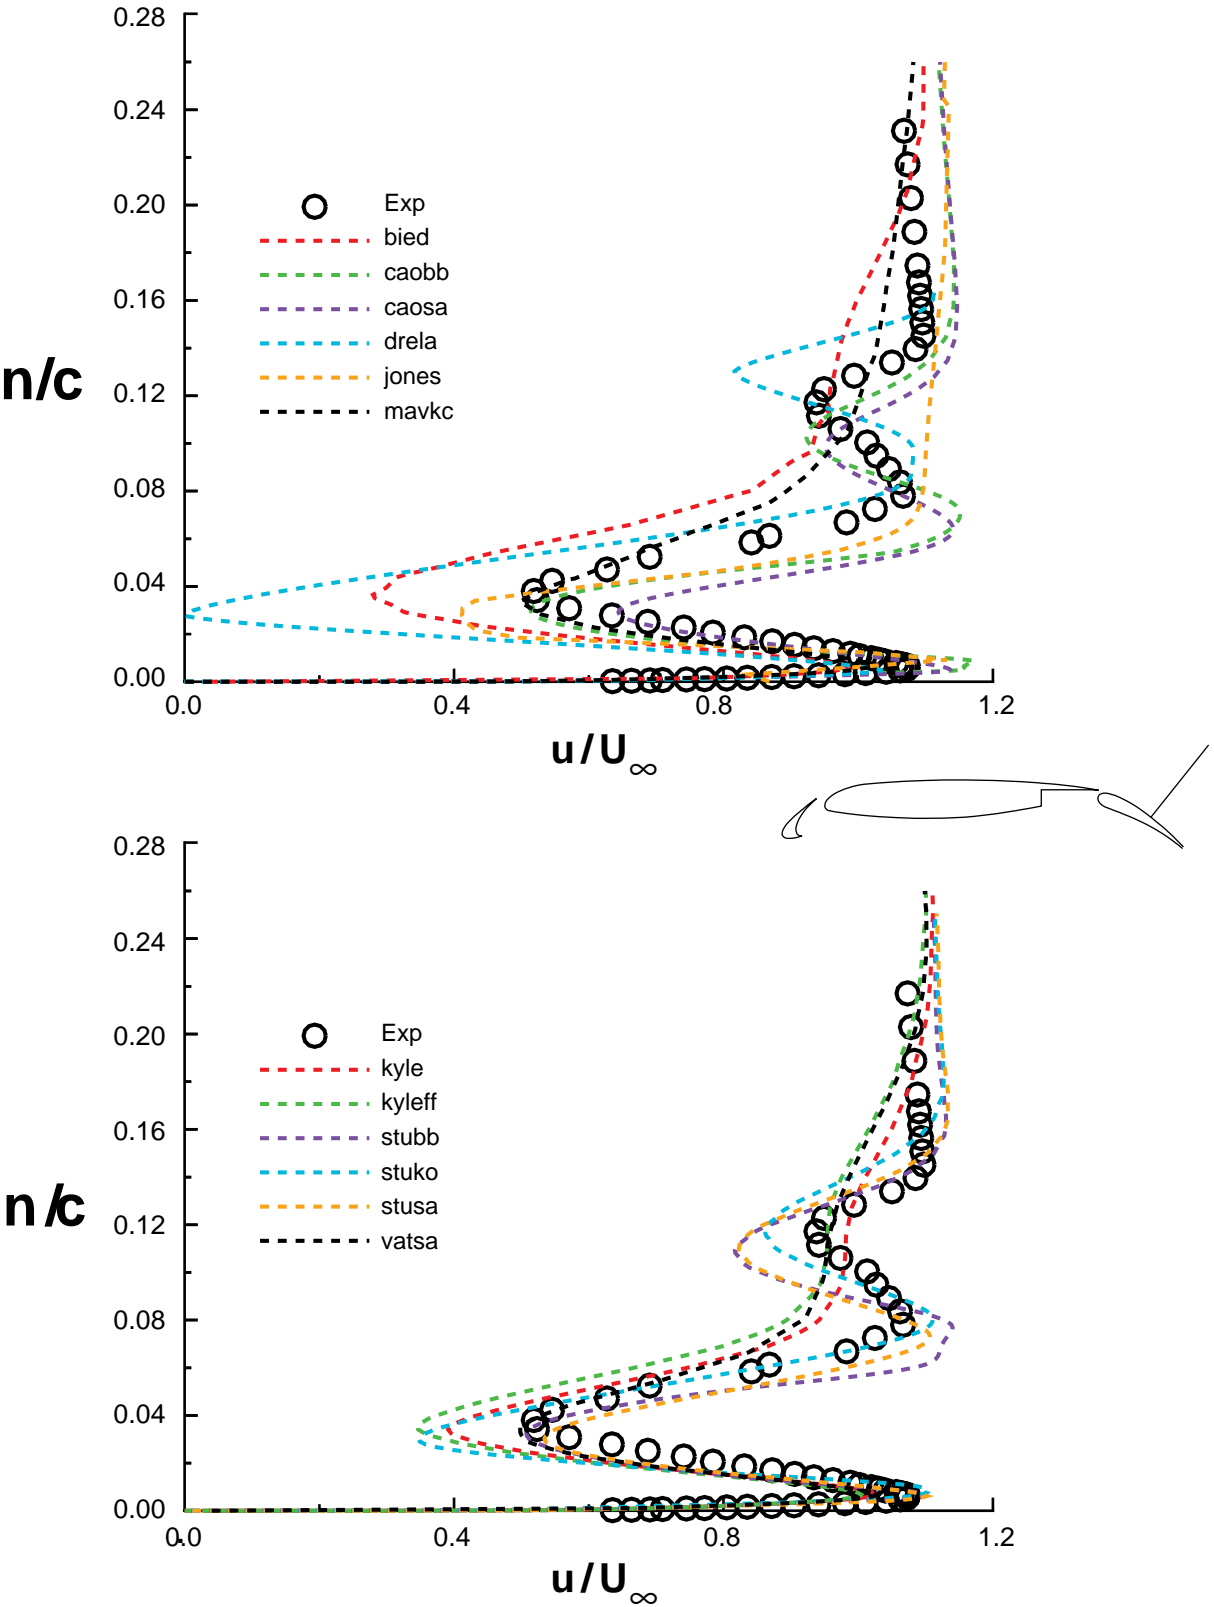 0.28
0.24
0.20
0.16
0.12
0.08
0.04
0.00
n/c
Exp
bied
caobb
caosa
drela
jones
mavkc
0.0 0.4 0.8 1.2
u/U∞
0.28
0.24
0.20
0.16
0.12
0.08
0.04
0.00
n/c
Exp
kyle
kyleff
stubb
stuko
stusa
vatsa
0.0 0.4 0.8 1.2
u/U∞